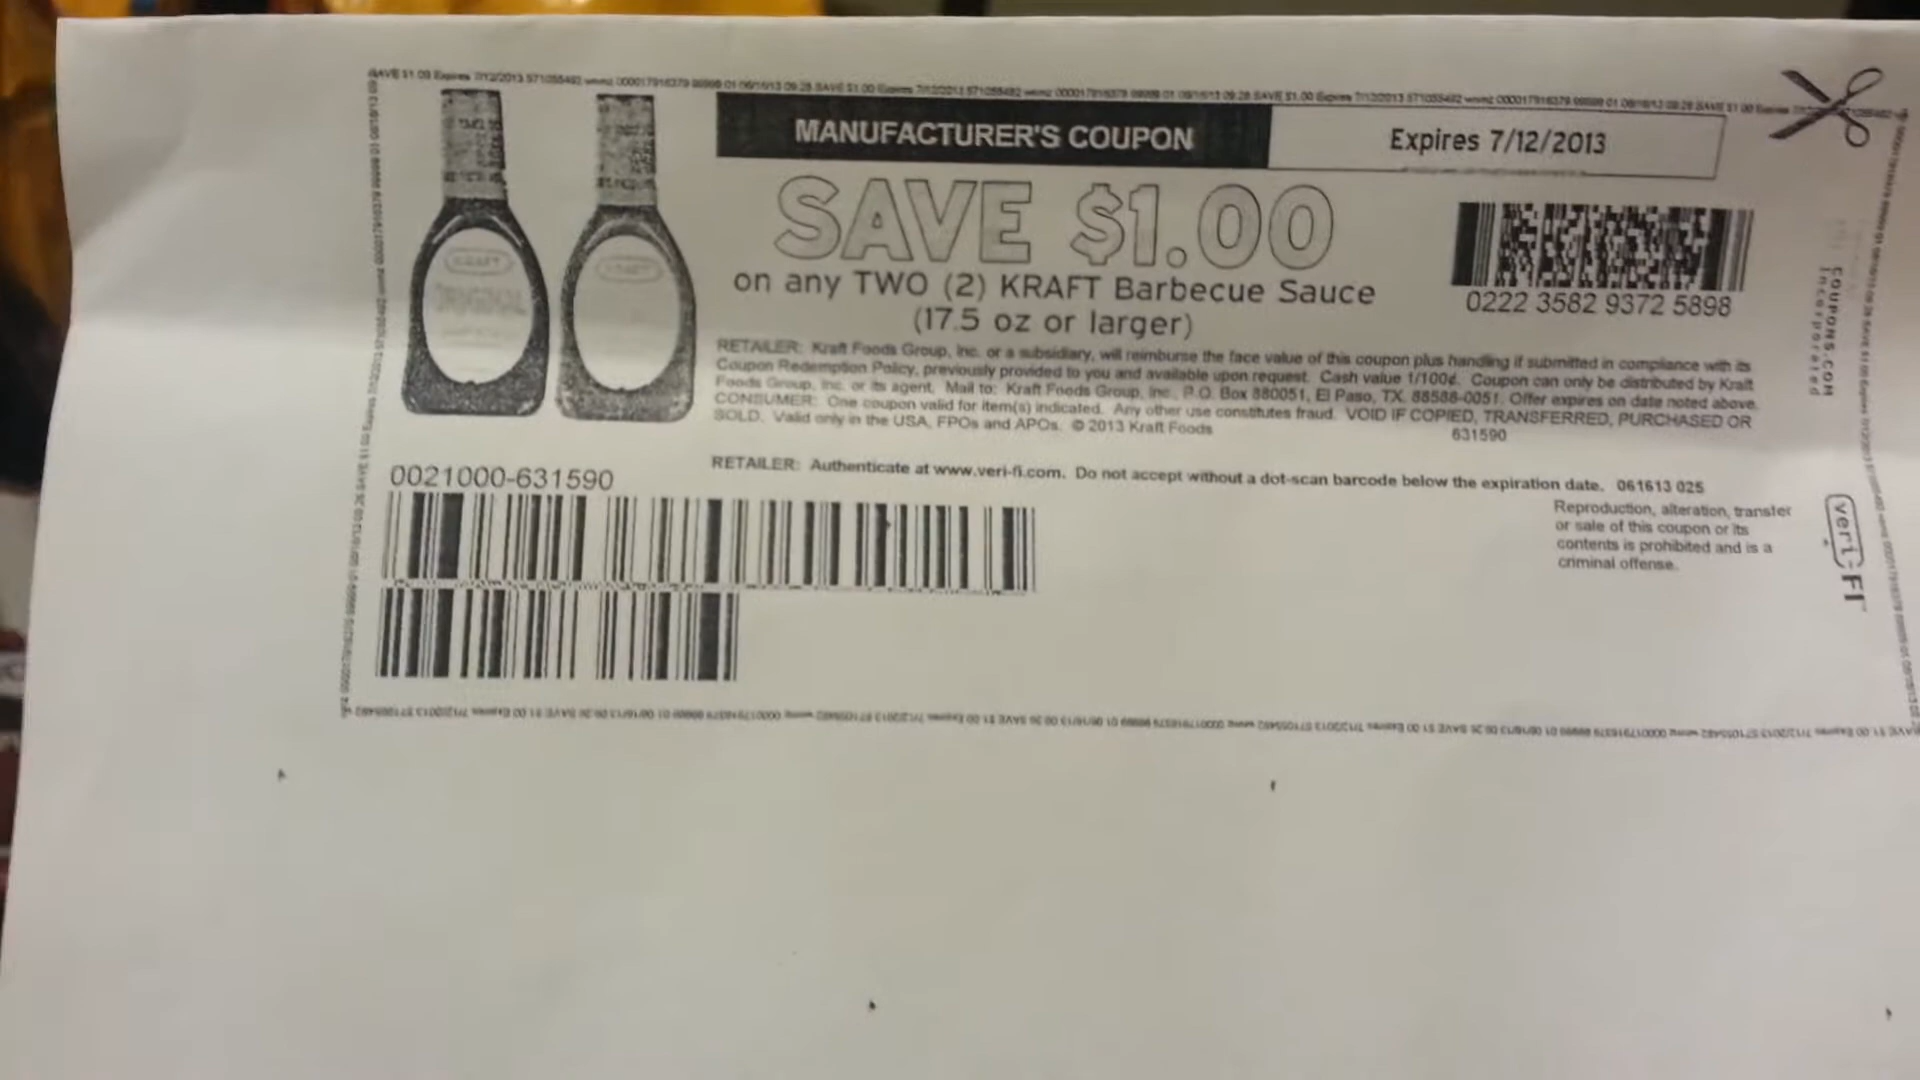 MANUFACTURER'S COUPON
Expires 7/12/2013
SAVE $1.00
on any TWO (2) KRAFT Barbecue Sauce
(17.5 oz or larger)
KRAFT
ORIGINAL
KRAFT
0222 3582 9372 5898
COUPONS.COM
Incorporated
RETAILER: Kraft Foods Group, Inc. or a subsidiary, will reimburse the face value of this coupon plus handling if submitted in compliance with its
Coupon Redemption Policy, previously provided to you and available upon request. Cash value 1/100¢. Coupon can only be distributed by Kraft
Foods Group, Inc. or its agent. Mail to: Kraft Foods Group, Inc., P.O. Box 880051, El Paso, TX. 88588-0051. Offer expires on date noted above.
CONSUMER: One coupon valid for item(s) indicated. Any other use constitutes fraud. VOID IF COPIED, TRANSFERRED, PURCHASED OR
SOLD. Valid only in the USA, FPOs and APOs. © 2013 Kraft Foods
631590
RETAILER: Authenticate at www.veri-fi.com. Do not accept without a dot-scan barcode below the expiration date. 061613 025
0021000-631590
Reproduction, alteration, transfer
or sale of this coupon or its
contents is prohibited and is a
criminal offense.
veri-FI